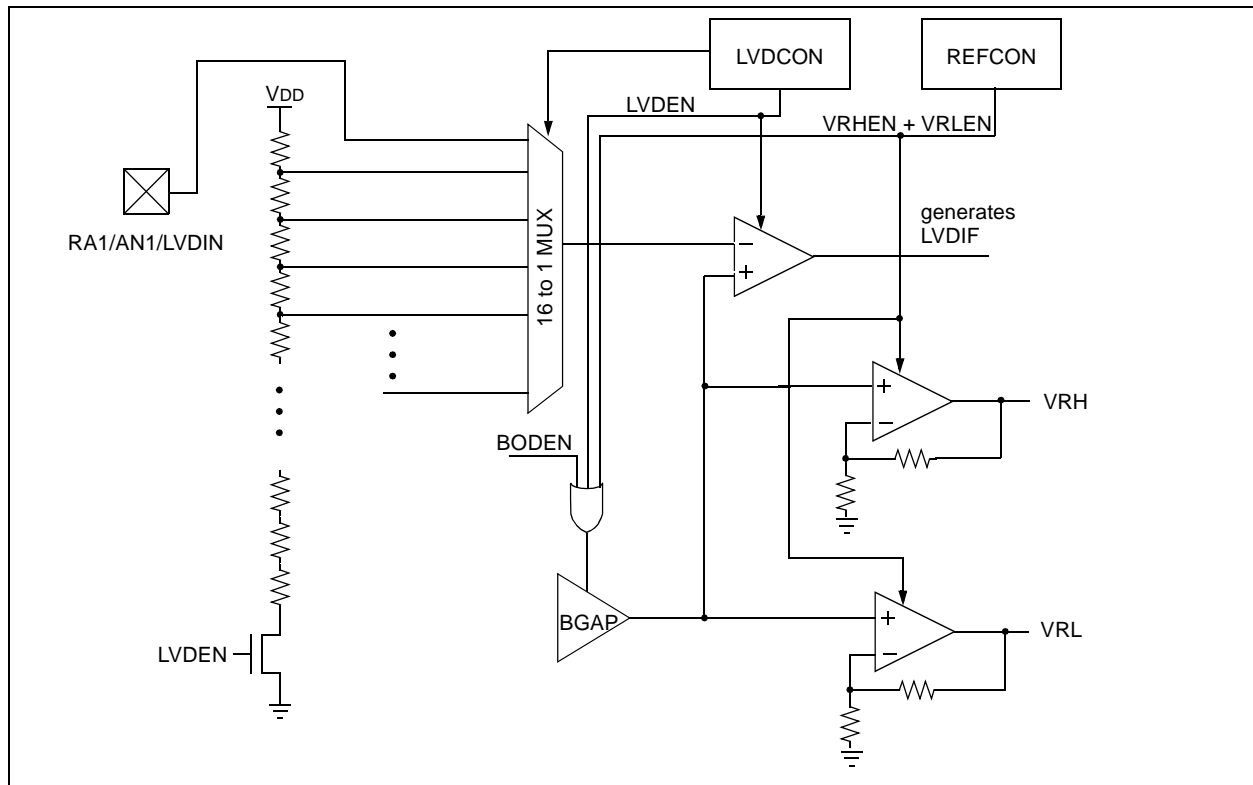 LVDCON
REFCON
VDD
LVDEN
VRHEN + VRLEN
RA1/AN1/LVDIN
16 to 1 MUX
generates
LVDIF
−
+
+
−
VRH
BODEN
BGAP
+
−
VRL
LVDEN